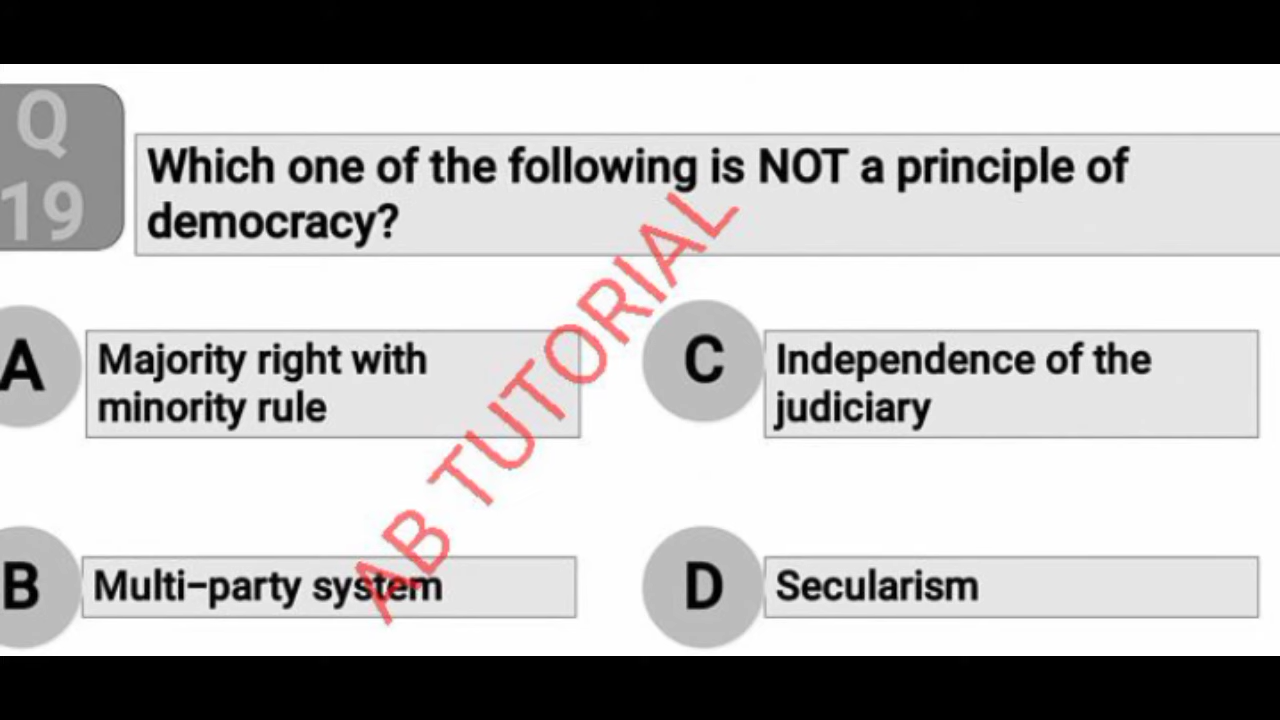 Q
19
Which one of the following is NOT a principle of
democracy?
A
Majority right with
minority rule
B
Multi-party system
C
Independence of the
judiciary
D
Secularism
AB TUTORIAL